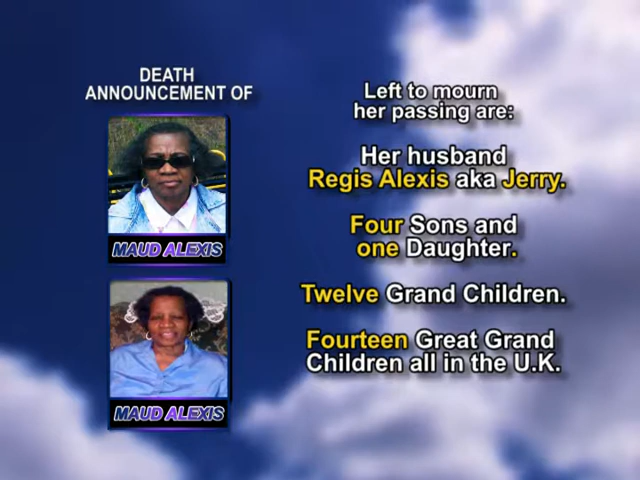 DEATH
ANNOUNCEMENT OF
MAUD ALEXIS
MAUD ALEXIS
Left to mourn
her passing are:
Her husband
Regis Alexis aka Jerry.
Four Sons and
one Daughter.
Twelve Grand Children.
Fourteen Great Grand
Children all in the U.K.